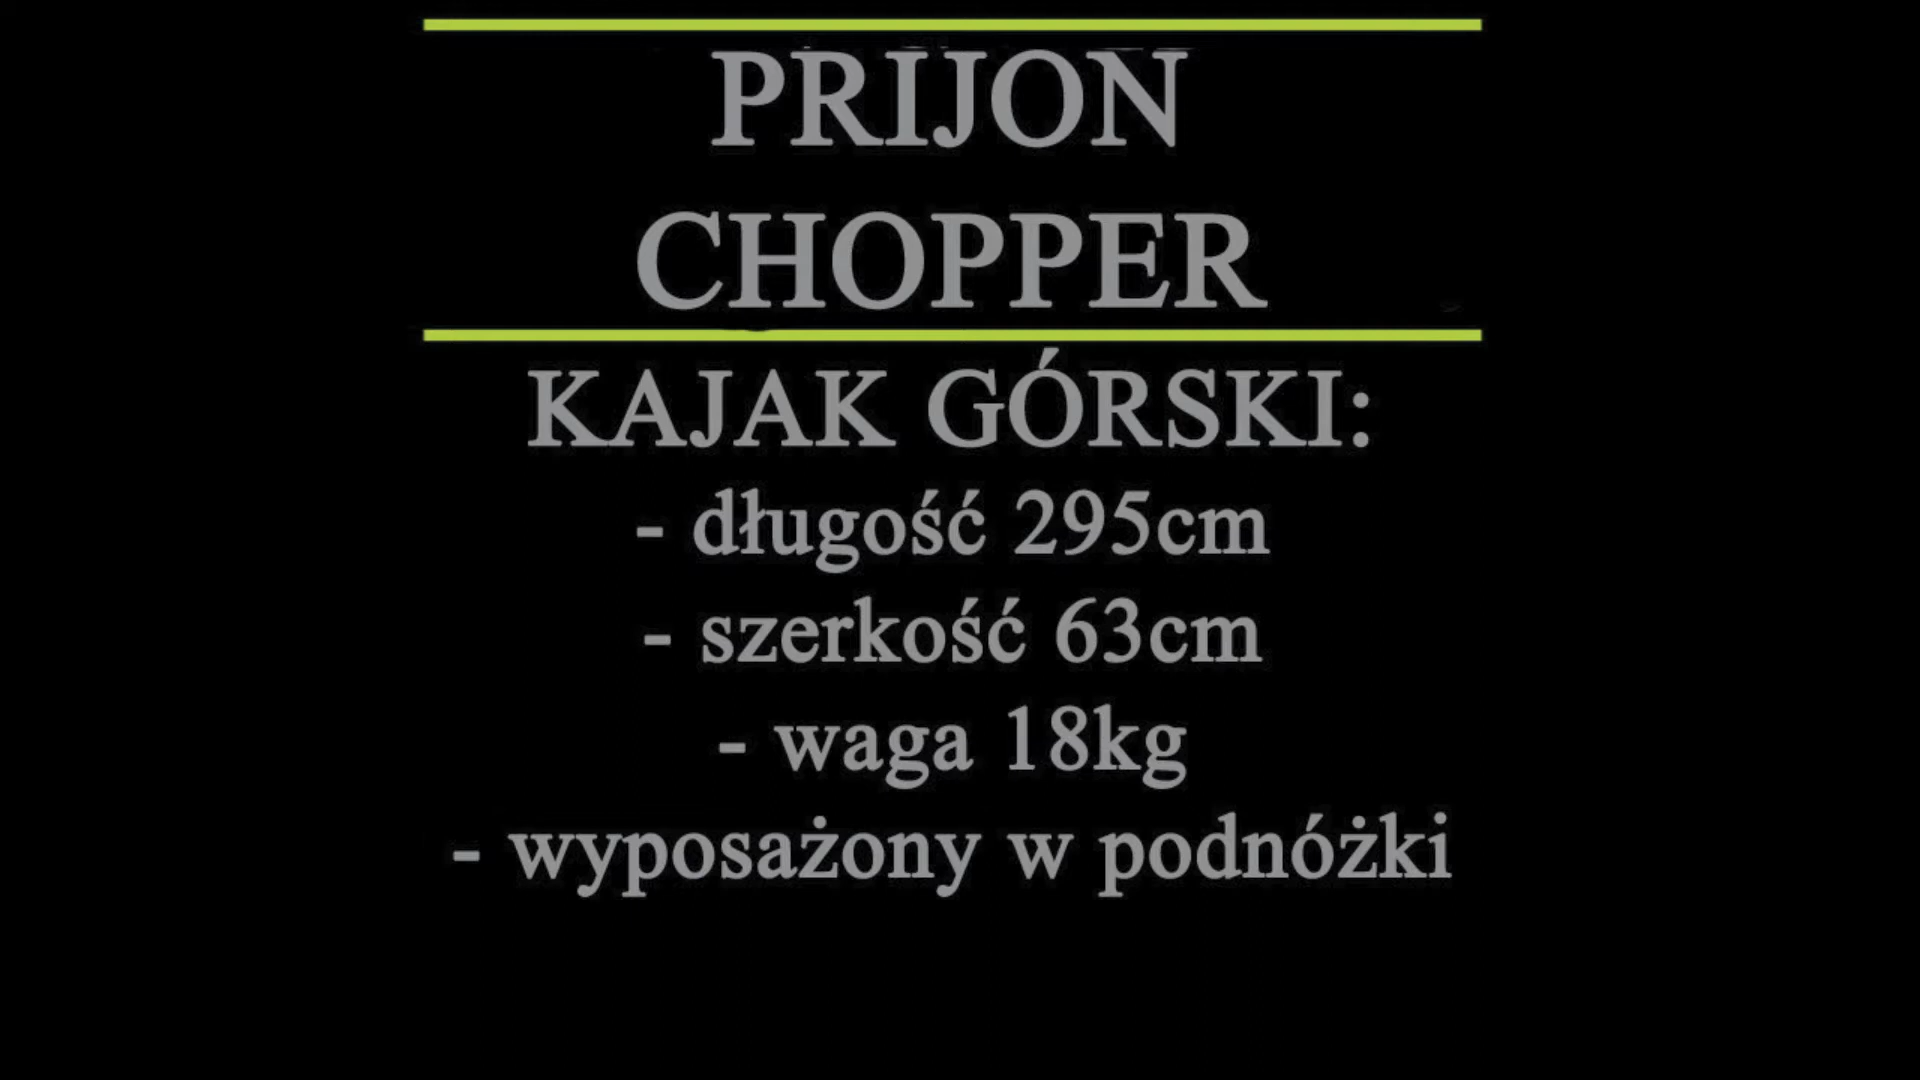 PRIJON
CHOPPER
KAJAK GÓRSKI:
- długość 295cm
- szerkość 63cm
- waga 18kg
- wyposażony w podnóżki